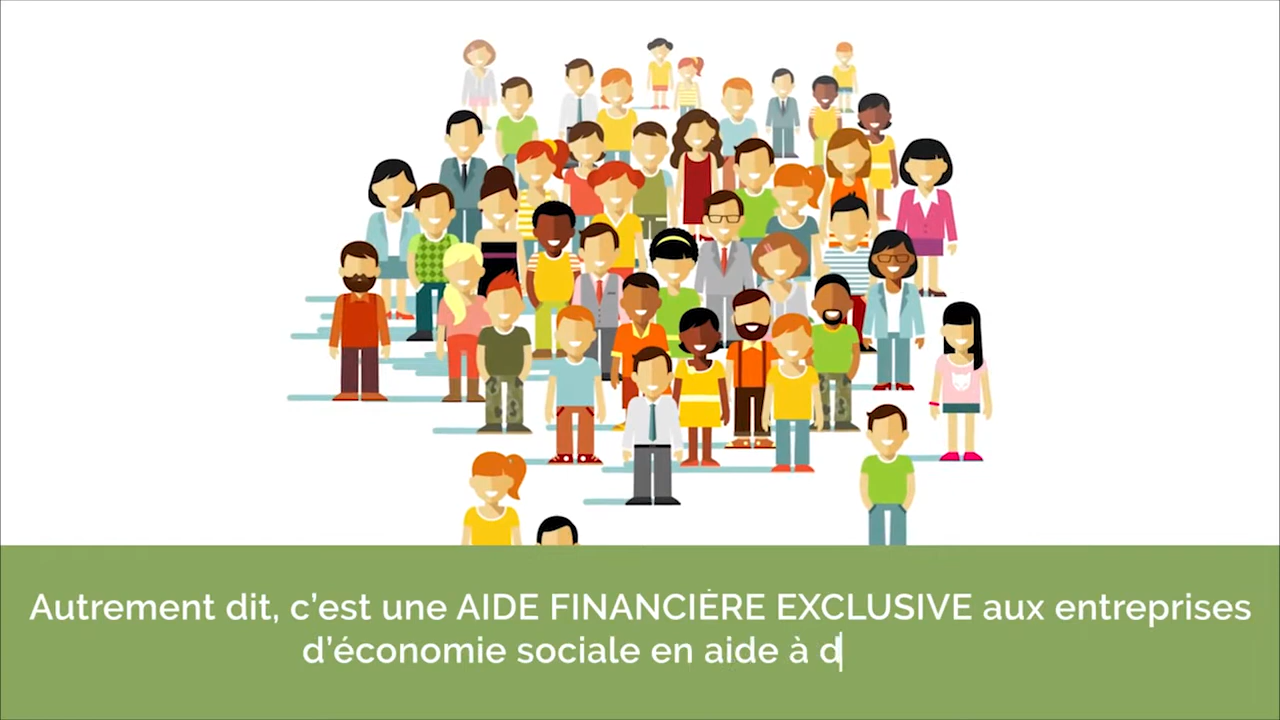 Autrement dit, c’est une AIDE FINANCIÈRE EXCLUSIVE aux entreprises
d’économie sociale en aide à d